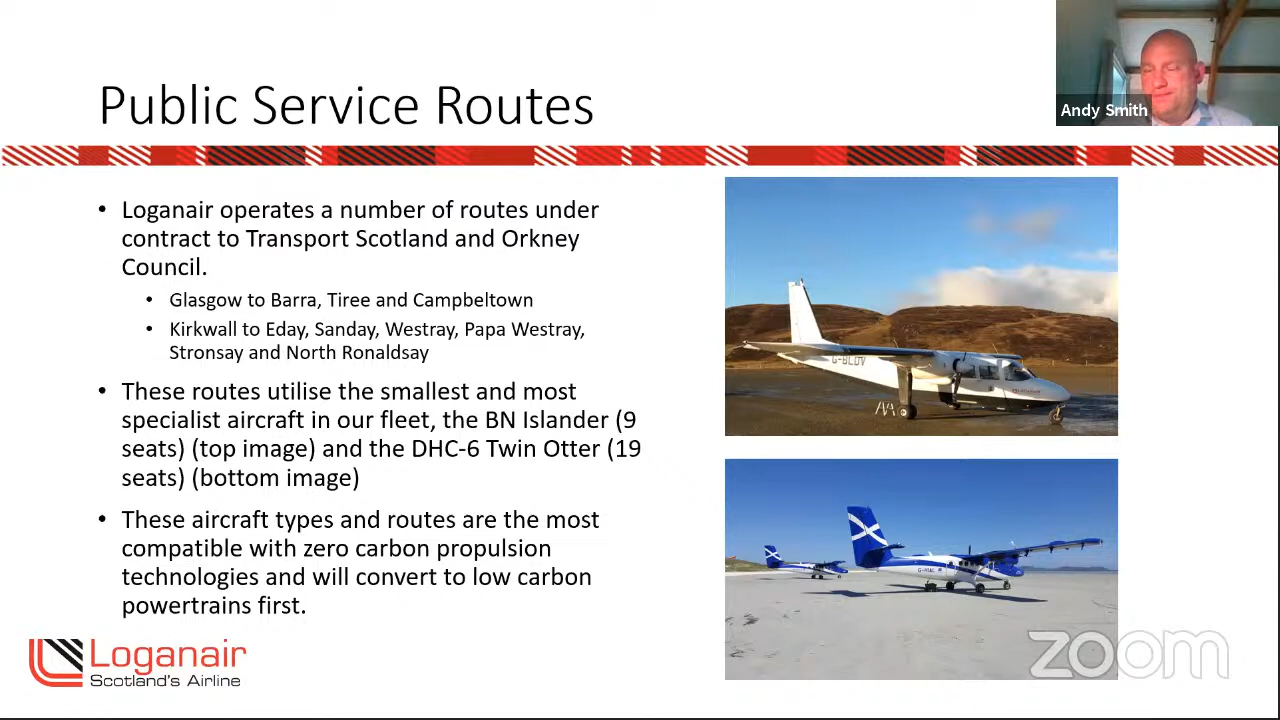 Public Service Routes
Andy Smith
• Loganair operates a number of routes under
contract to Transport Scotland and Orkney
Council.
• Glasgow to Barra, Tiree and Campbeltown
• Kirkwall to Eday, Sanday, Westray, Papa Westray,
Stronsay and North Ronaldsay
• These routes utilise the smallest and most
specialist aircraft in our fleet, the BN Islander (9
seats) (top image) and the DHC-6 Twin Otter (19
seats) (bottom image)
• These aircraft types and routes are the most
compatible with zero carbon propulsion
technologies and will convert to low carbon
powertrains first.
G-BLDV
Loganair
Scotland's Airline
zoom